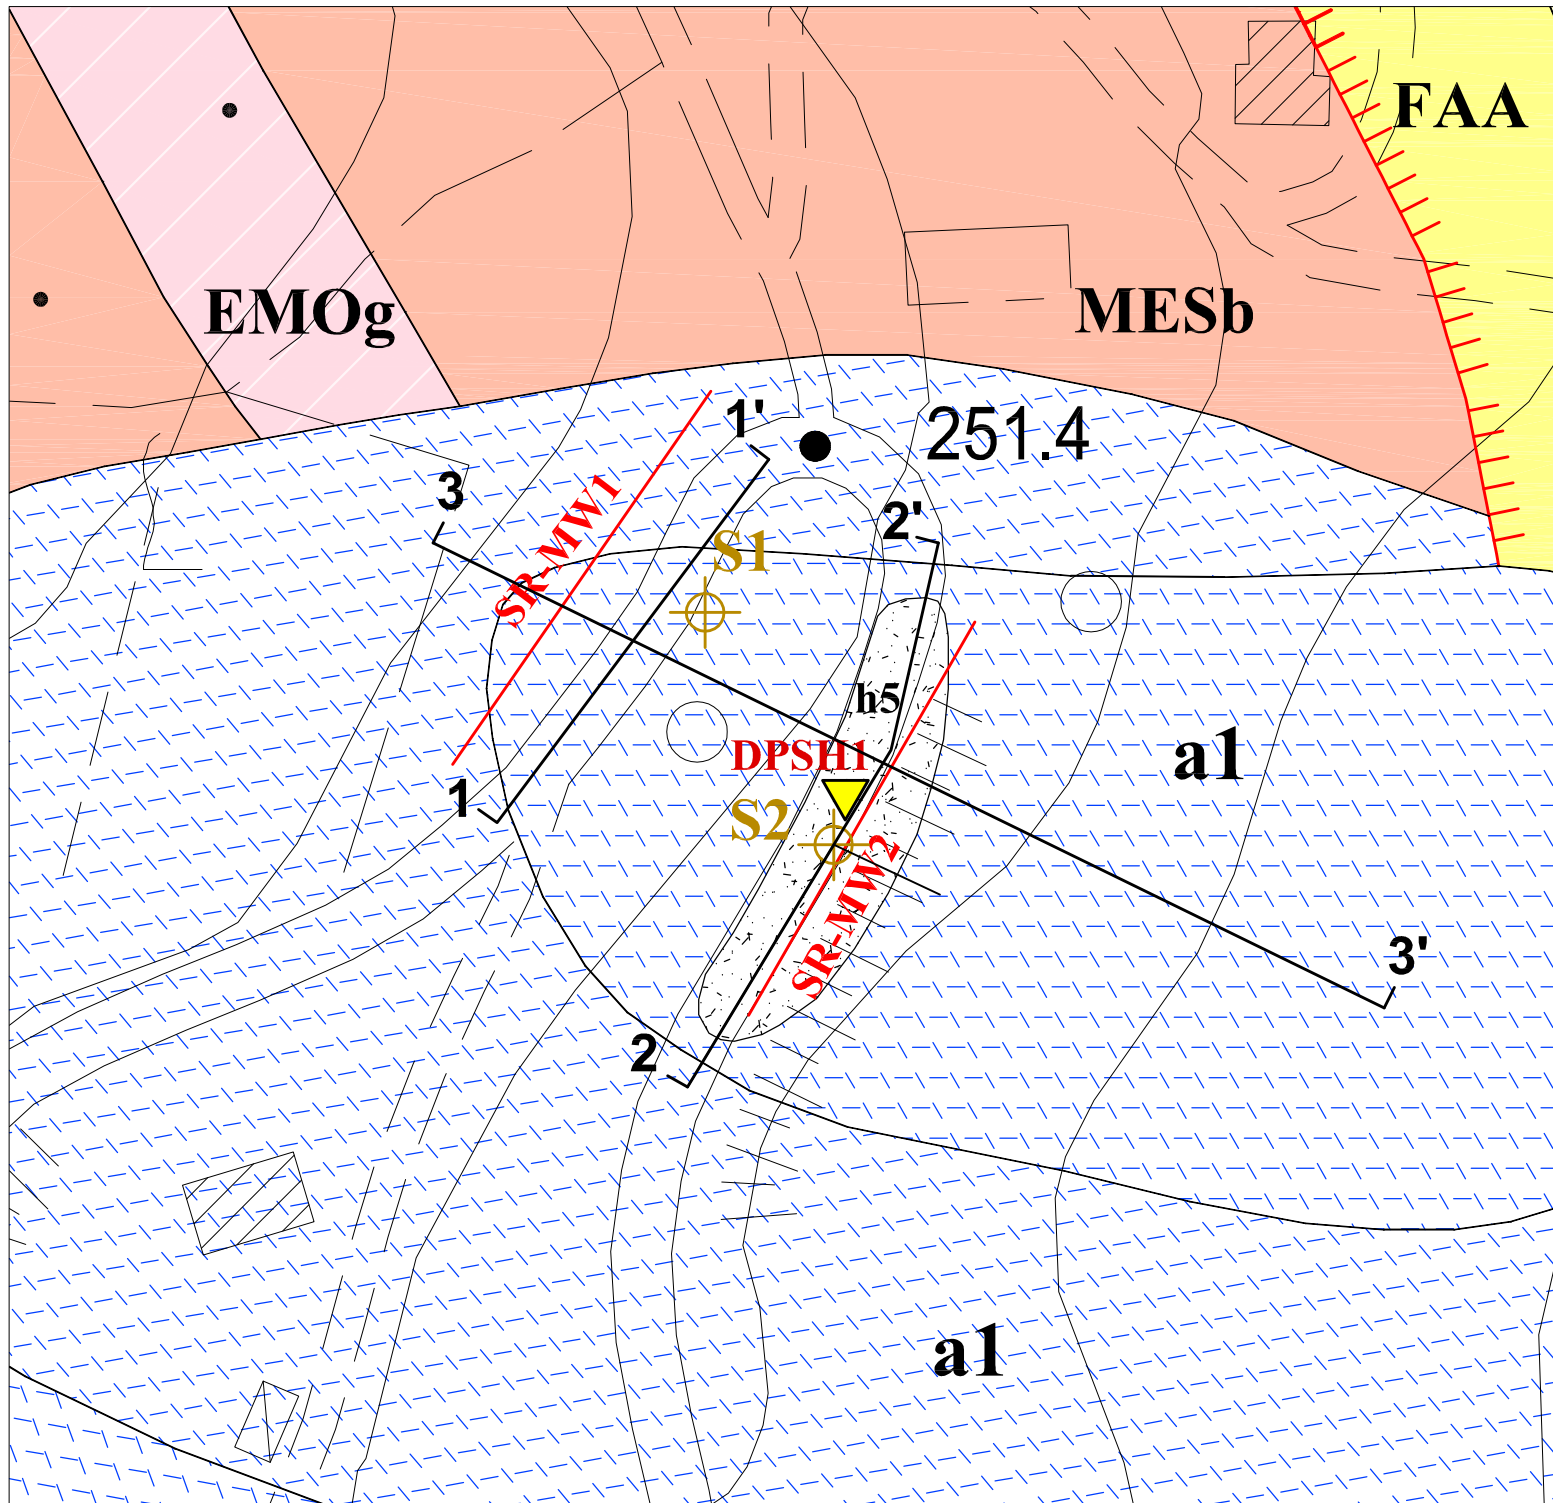 FAA
EMOg
MESb
251.4
1'
3
SR-MW1
2'
S1
h5
DPSH1
a1
1
S2
SR-MW2
3'
2
a1